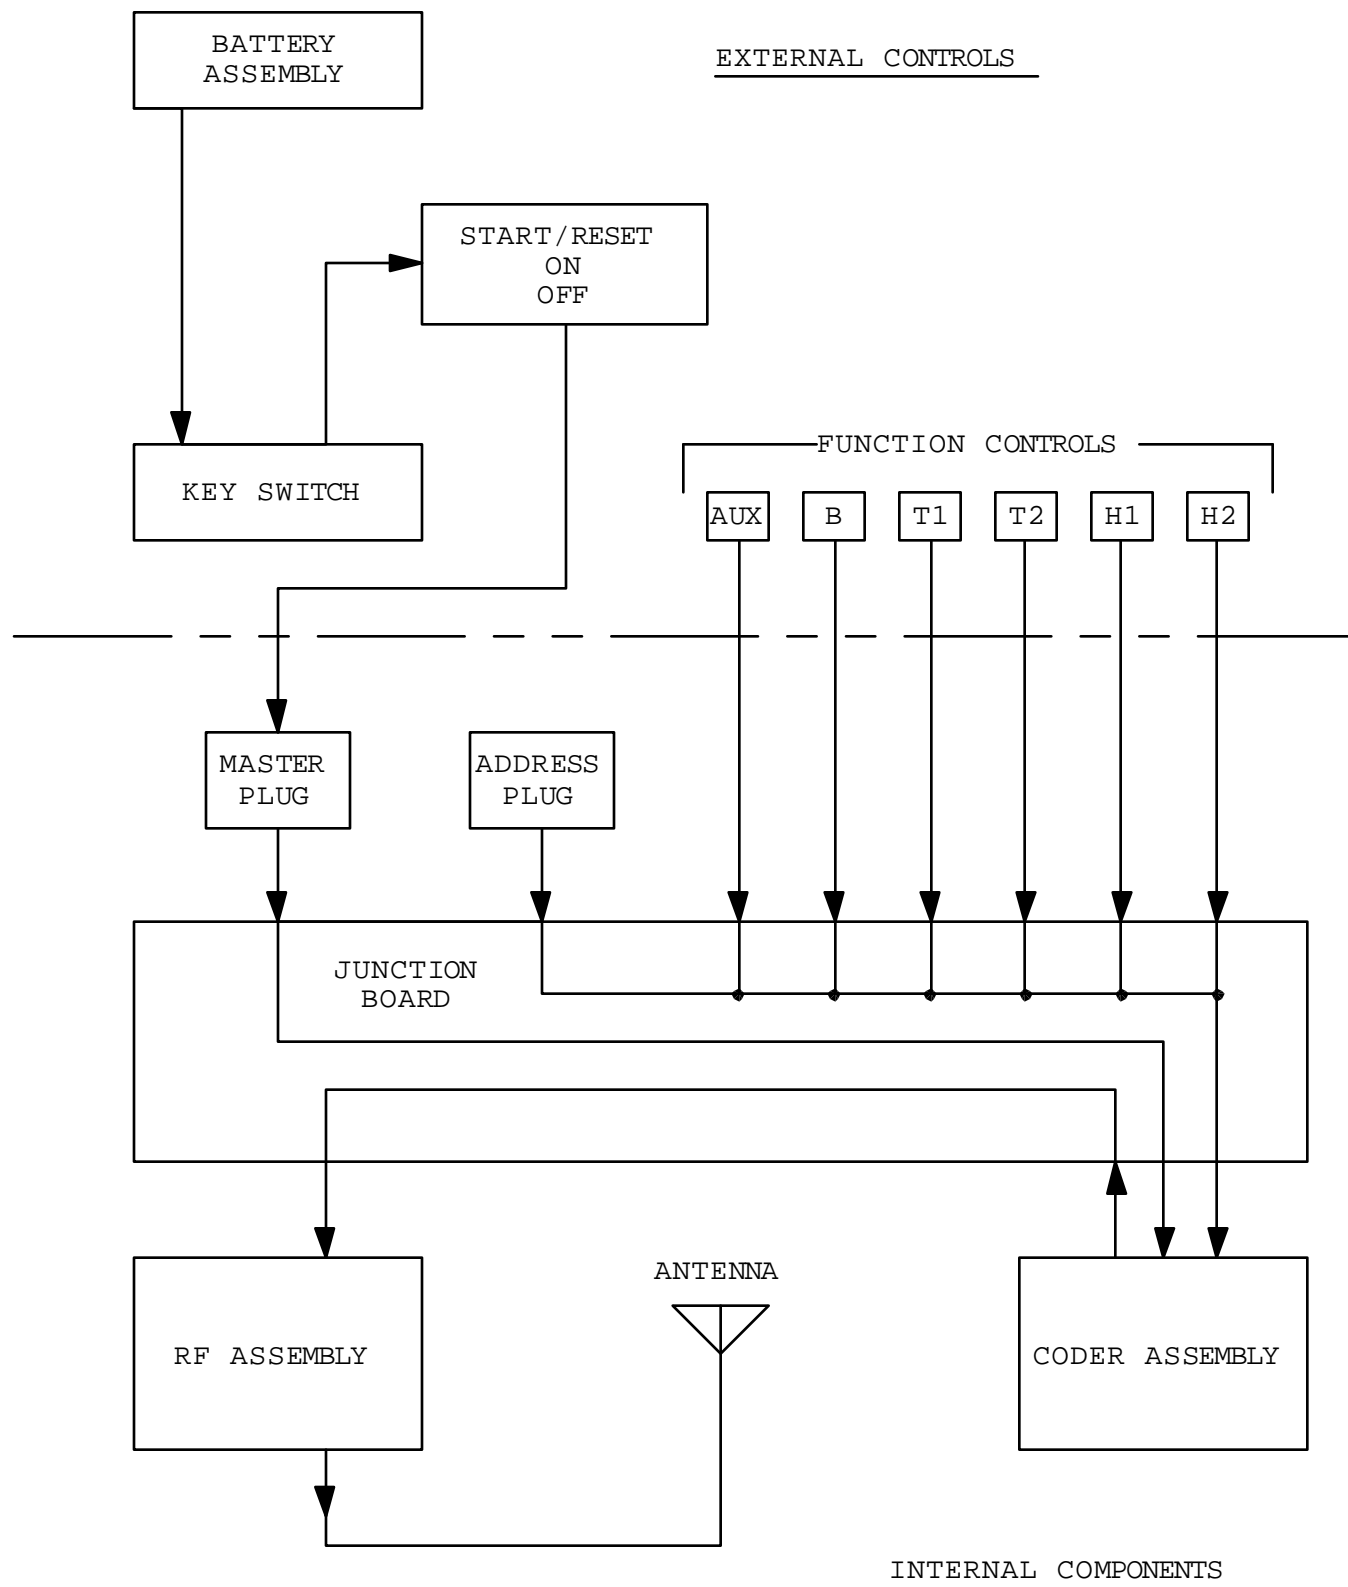 BATTERY
ASSEMBLY
EXTERNAL CONTROLS
START/RESET
ON
OFF
KEY SWITCH
FUNCTION CONTROLS
AUX
B
T1
T2
H1
H2
MASTER
PLUG
ADDRESS
PLUG
JUNCTION
BOARD
RF ASSEMBLY
ANTENNA
CODER ASSEMBLY
INTERNAL COMPONENTS